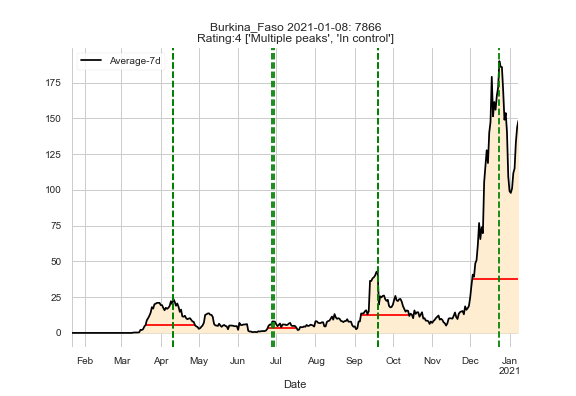 Burkina_Faso 2021-01-08: 7866
Rating:4 ['Multiple peaks', 'In control']
Average-7d
175
150
125
100
75
50
25
0
Feb Mar Apr May Jun Jul Aug Sep Oct Nov Dec Jan
2021
Date